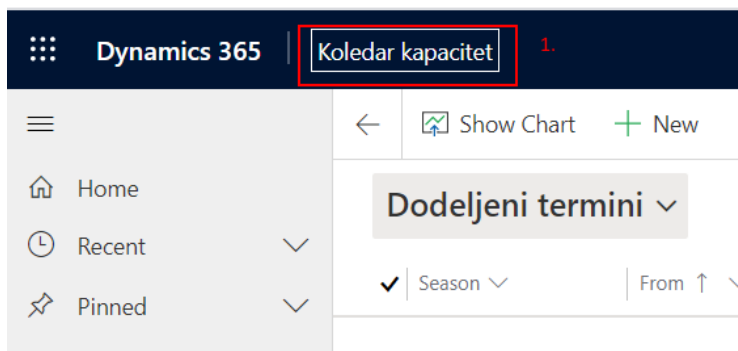 Dynamics 365 Koledar kapacitet 1.
Show Chart New
Home
Dodeljeni termini
Recent
Season From
Pinned